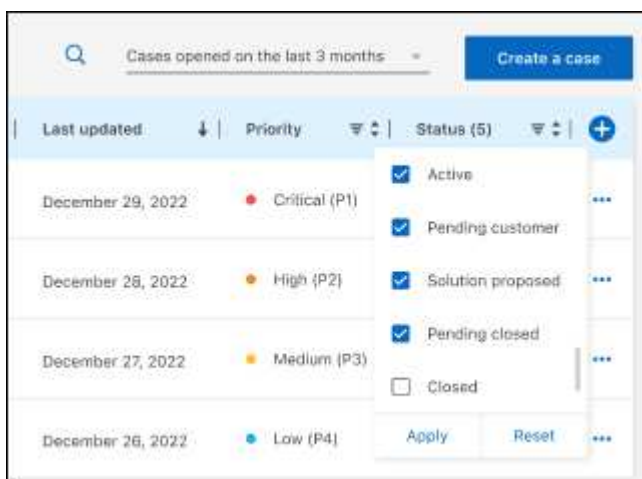 Cases opened on the last 3 months
Create a case
Last updated
Priority
Status (5)
Active
December 29, 2022
Critical (P1)
Pending customer
December 28, 2022
High (P2)
Solution proposed
Pending closed
December 27, 2022
Medium (P3)
Closed
December 26, 2022
Low (P4)
Apply
Reset